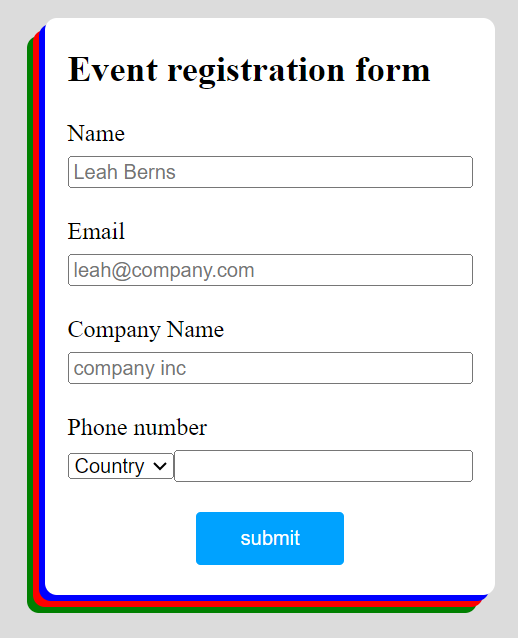 Event registration form
Name
Leah Berns
Email
leah@company.com
Company Name
company inc
Phone number
Country
submit